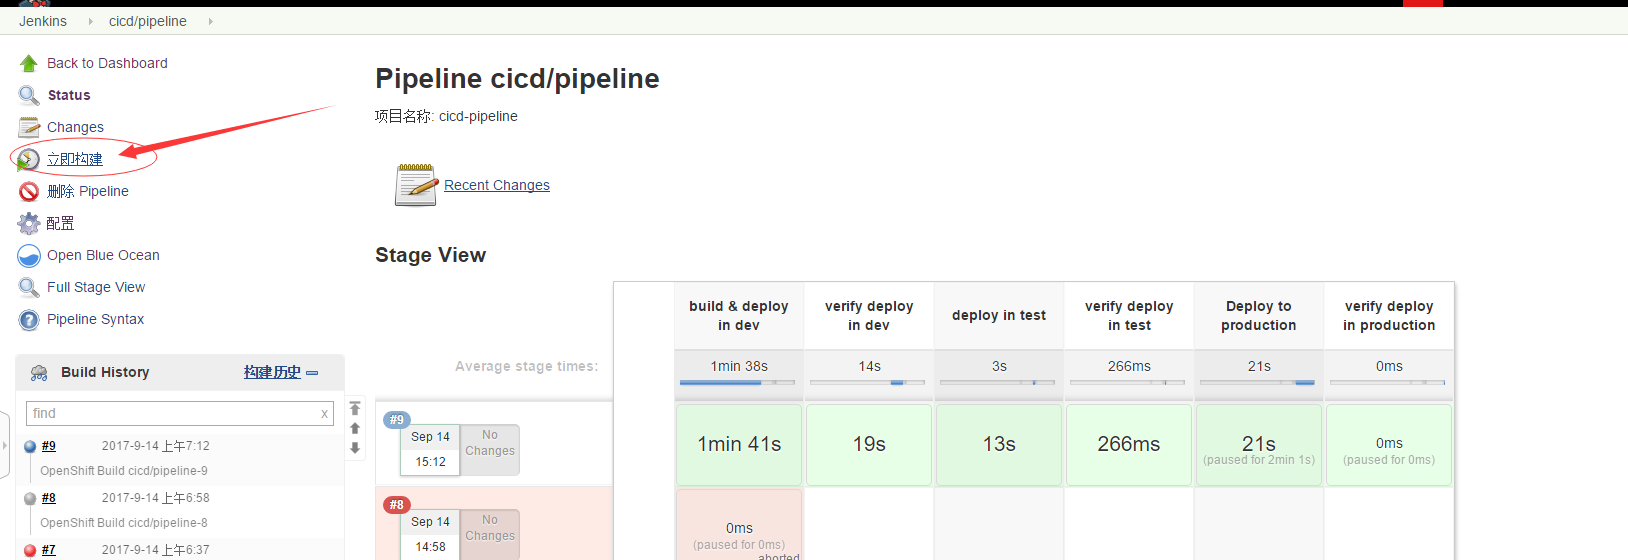 Jenkins cicd/pipeline
Back to Dashboard
Status
Changes
立即构建
删除 Pipeline
配置
Open Blue Ocean
Full Stage View
Pipeline Syntax
Build History 构建历史
find x
#9 2017-9-14 上午7:12
OpenShift Build cicd/pipeline-9
#8 2017-9-14 上午6:58
OpenShift Build cicd/pipeline-8
#7 2017-9-14 上午6:37
Pipeline cicd/pipeline
项目名称: cicd-pipeline
Recent Changes
Stage View
build & deploy in dev
verify deploy in dev
deploy in test
verify deploy in test
Deploy to production
verify deploy in production
Average stage times:
1min 38s 14s 3s 266ms 21s 0ms
#9
Sep 14
15:12
No Changes
1min 41s 19s 13s 266ms 21s 0ms
(paused for 2min 1s) (paused for 0ms)
#8
Sep 14
14:58
No Changes
0ms
(paused for 0ms)
aborted